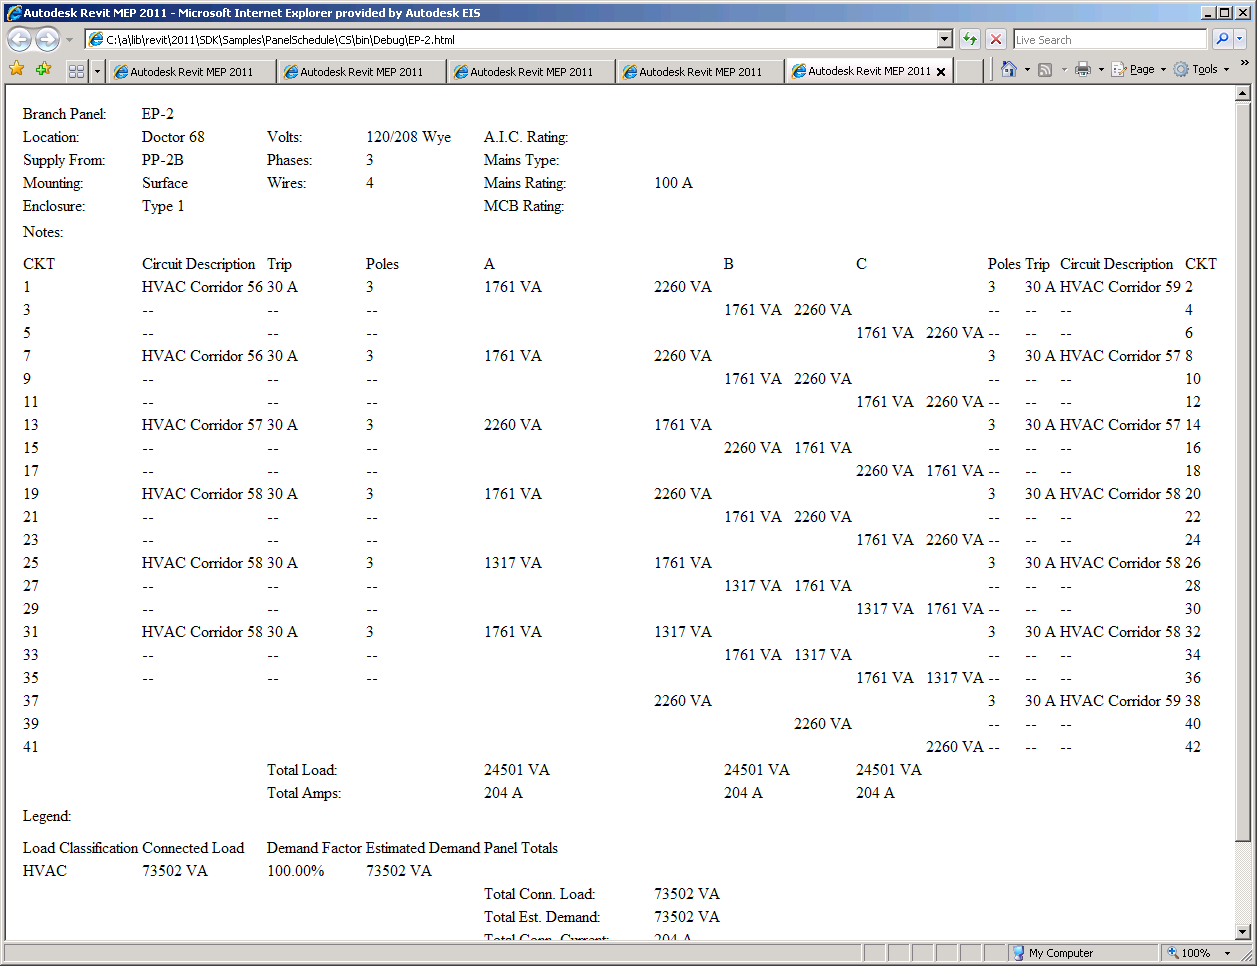 Autodesk Revit MEP 2011 - Microsoft Internet Explorer provided by Autodesk EIS
C:\a\lib\revit\2011\SDK\Samples\PanelSchedule\CS\bin\Debug\EP-2.html Live Search
Autodesk Revit MEP 2011 Autodesk Revit MEP 2011 Autodesk Revit MEP 2011 Autodesk Revit MEP 2011 Autodesk Revit MEP 2011 Page Tools
Branch Panel: EP-2
Location: Doctor 68 Volts: 120/208 Wye A.I.C. Rating:
Supply From: PP-2B Phases: 3 Mains Type:
Mounting: Surface Wires: 4 Mains Rating: 100 A
Enclosure: Type 1 MCB Rating:
Notes:
CKT Circuit Description Trip Poles A B C Poles Trip Circuit Description CKT
1 HVAC Corridor 56 30 A 3 1761 VA 2260 VA 3 30 A HVAC Corridor 59 2
3 -- -- -- 1761 VA 2260 VA -- -- -- 4
5 -- -- -- 1761 VA 2260 VA -- -- -- 6
7 HVAC Corridor 56 30 A 3 1761 VA 2260 VA 3 30 A HVAC Corridor 57 8
9 -- -- -- 1761 VA 2260 VA -- -- -- 10
11 -- -- -- 1761 VA 2260 VA -- -- -- 12
13 HVAC Corridor 57 30 A 3 2260 VA 1761 VA 3 30 A HVAC Corridor 57 14
15 -- -- -- 2260 VA 1761 VA -- -- -- 16
17 -- -- -- 2260 VA 1761 VA -- -- -- 18
19 HVAC Corridor 58 30 A 3 1761 VA 2260 VA 3 30 A HVAC Corridor 58 20
21 -- -- -- 1761 VA 2260 VA -- -- -- 22
23 -- -- -- 1761 VA 2260 VA -- -- -- 24
25 HVAC Corridor 58 30 A 3 1317 VA 1761 VA 3 30 A HVAC Corridor 58 26
27 -- -- -- 1317 VA 1761 VA -- -- -- 28
29 -- -- -- 1317 VA 1761 VA -- -- -- 30
31 HVAC Corridor 58 30 A 3 1761 VA 1317 VA 3 30 A HVAC Corridor 58 32
33 -- -- -- 1761 VA 1317 VA -- -- -- 34
35 -- -- -- 1761 VA 1317 VA -- -- -- 36
37 2260 VA 3 30 A HVAC Corridor 59 38
39 2260 VA -- -- -- 40
41 2260 VA -- -- -- 42
Total Load: 24501 VA 24501 VA 24501 VA
Total Amps: 204 A 204 A 204 A
Legend:
Load Classification Connected Load Demand Factor Estimated Demand Panel Totals
HVAC 73502 VA 100.00% 73502 VA
Total Conn. Load: 73502 VA
Total Est. Demand: 73502 VA
Total Conn. Current: 204 A
My Computer 100%